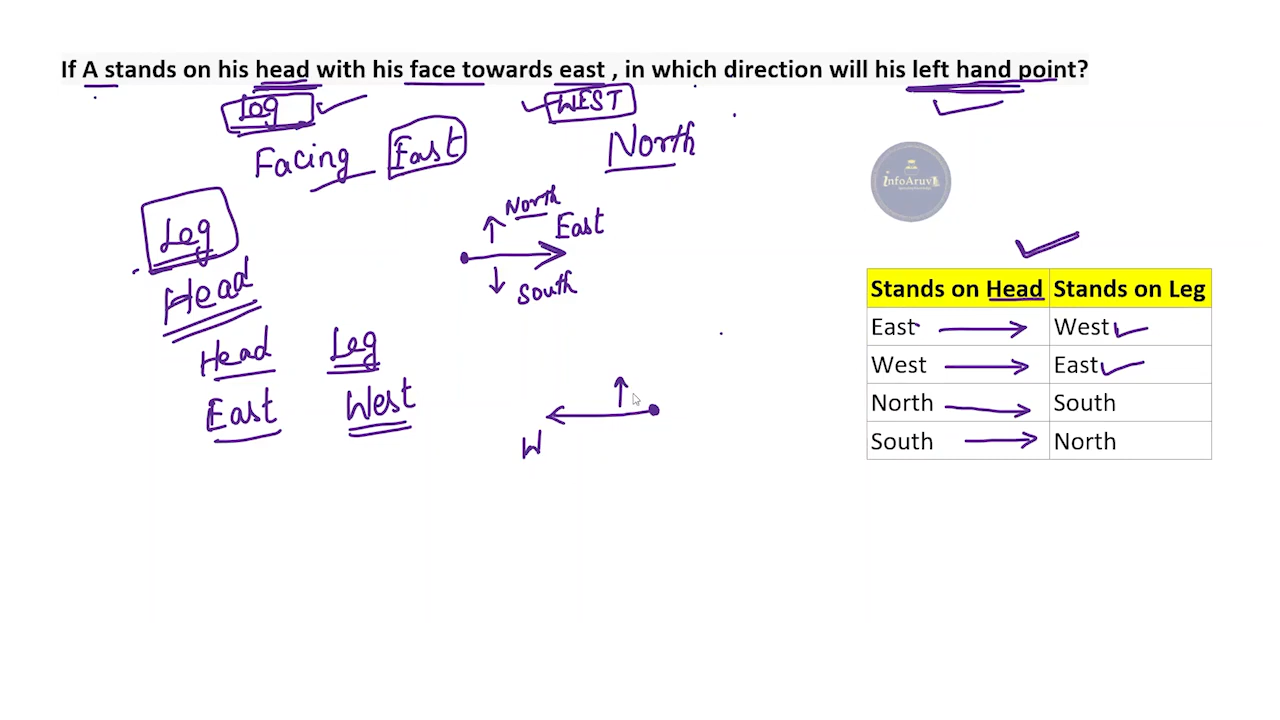 If A stands on his head with his face towards east , in which direction will his left hand point?
Leg WEST
Facing East North
InfoAruvi
North
East
South
Leg
Head
Head Leg
East West
W
Stands on Head Stands on Leg
East West
West East
North South
South North